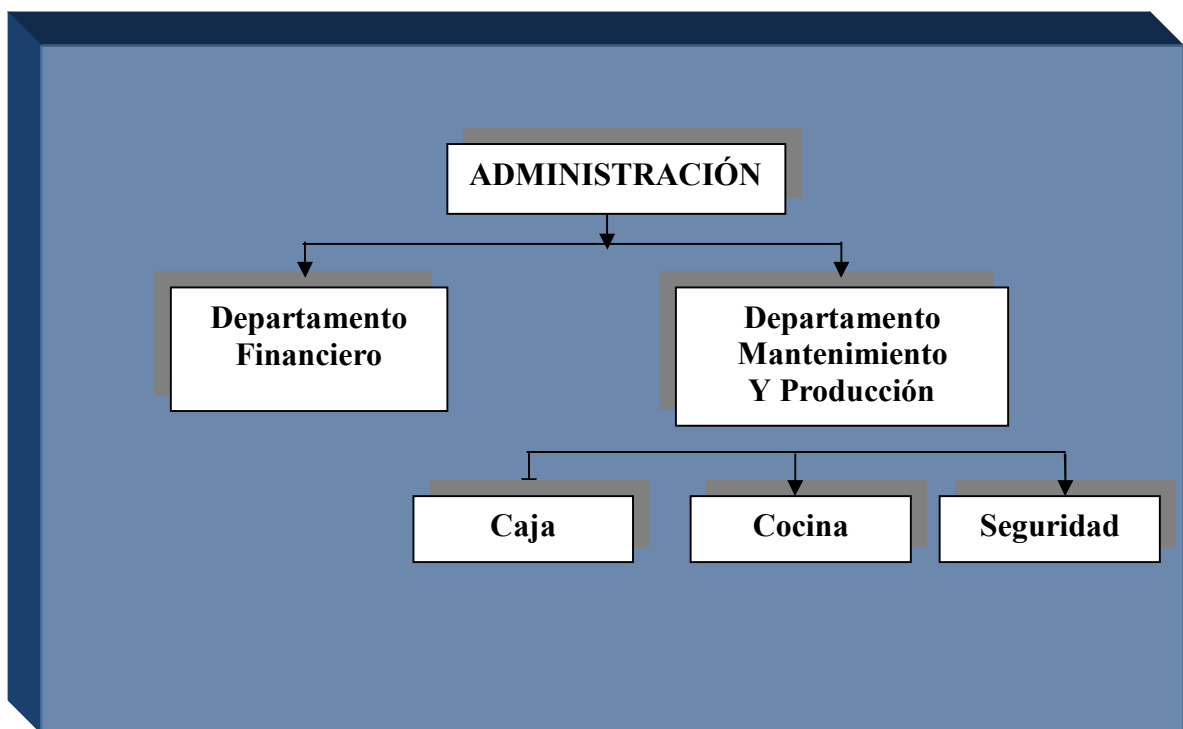 ADMINISTRACIÓN
Departamento
Financiero
Departamento
Mantenimiento
Y Producción
Caja
Cocina
Seguridad